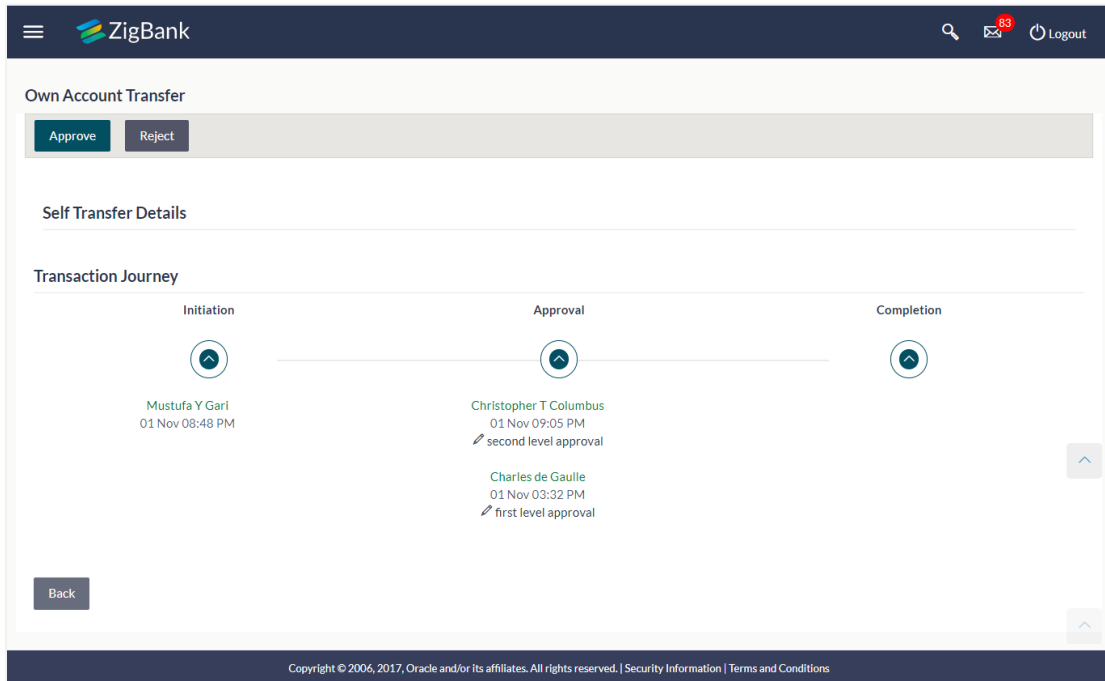 ZigBank
83
Logout
Own Account Transfer
Approve Reject
Self Transfer Details
Transaction Journey
Initiation Approval Completion
Mustufa Y Gari
01 Nov 08:48 PM
Christopher T Columbus
01 Nov 09:05 PM
second level approval
Charles de Gaulle
01 Nov 03:32 PM
first level approval
Back
Copyright © 2006, 2017, Oracle and/or its affiliates. All rights reserved. | Security Information | Terms and Conditions